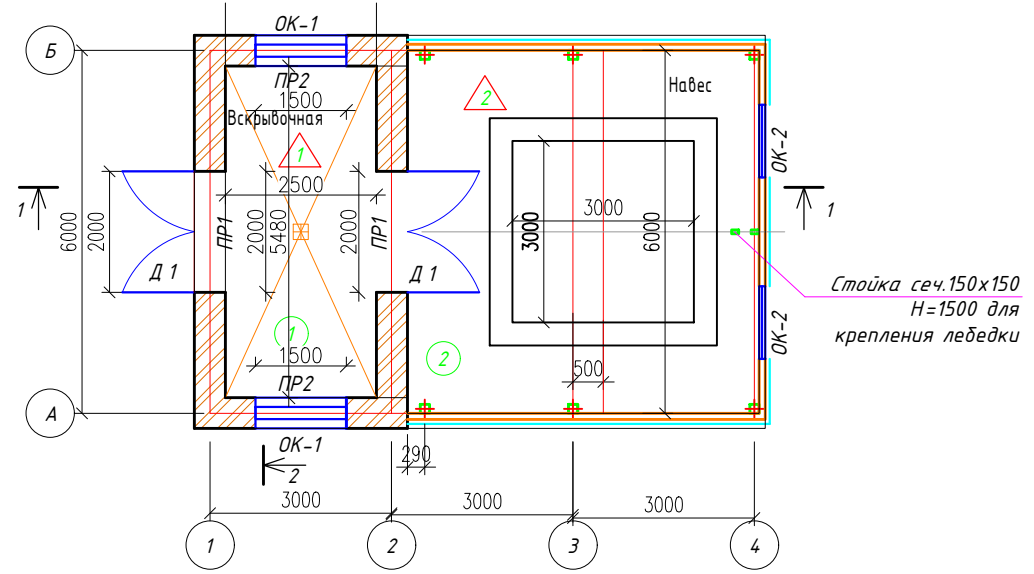 ОК-1
Б
ПР2
1500
Вскрывочная
1
2
Навес
ОК-2
1
1
2500
3000
6000
2000
ПР1
2000
5480
2000
ПР1
3000
6000
Д 1
Д 1
Стойка сеч.150х150
Н=1500 для
крепления лебедки
ОК-2
1
2
1500
ПР2
500
А
ОК-1
290
2
3000
3000
3000
1
2
3
4